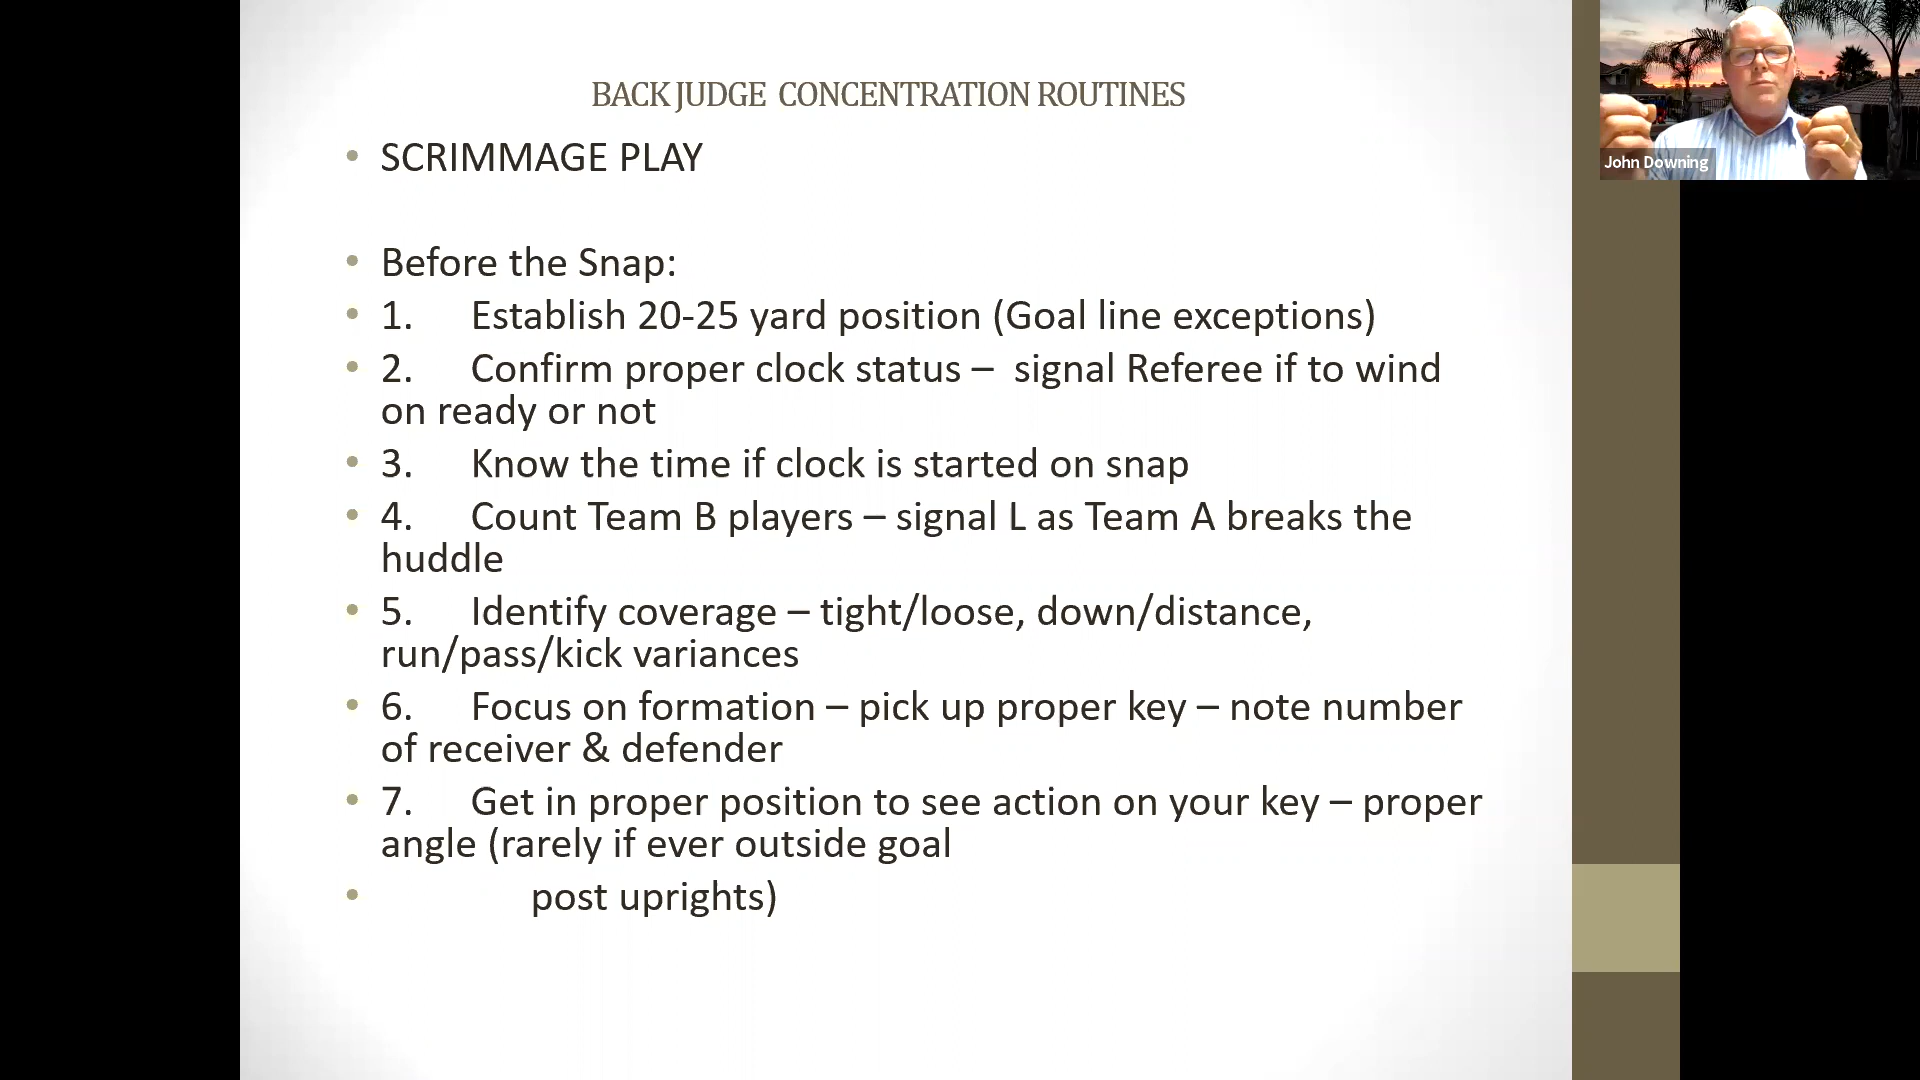 BACK JUDGE CONCENTRATION ROUTINES
• SCRIMMAGE PLAY
• Before the Snap:
• 1. Establish 20-25 yard position (Goal line exceptions)
• 2. Confirm proper clock status – signal Referee if to wind
on ready or not
• 3. Know the time if clock is started on snap
• 4. Count Team B players – signal L as Team A breaks the
huddle
• 5. Identify coverage – tight/loose, down/distance,
run/pass/kick variances
• 6. Focus on formation – pick up proper key – note number
of receiver & defender
• 7. Get in proper position to see action on your key – proper
angle (rarely if ever outside goal
• post uprights)
John Downing